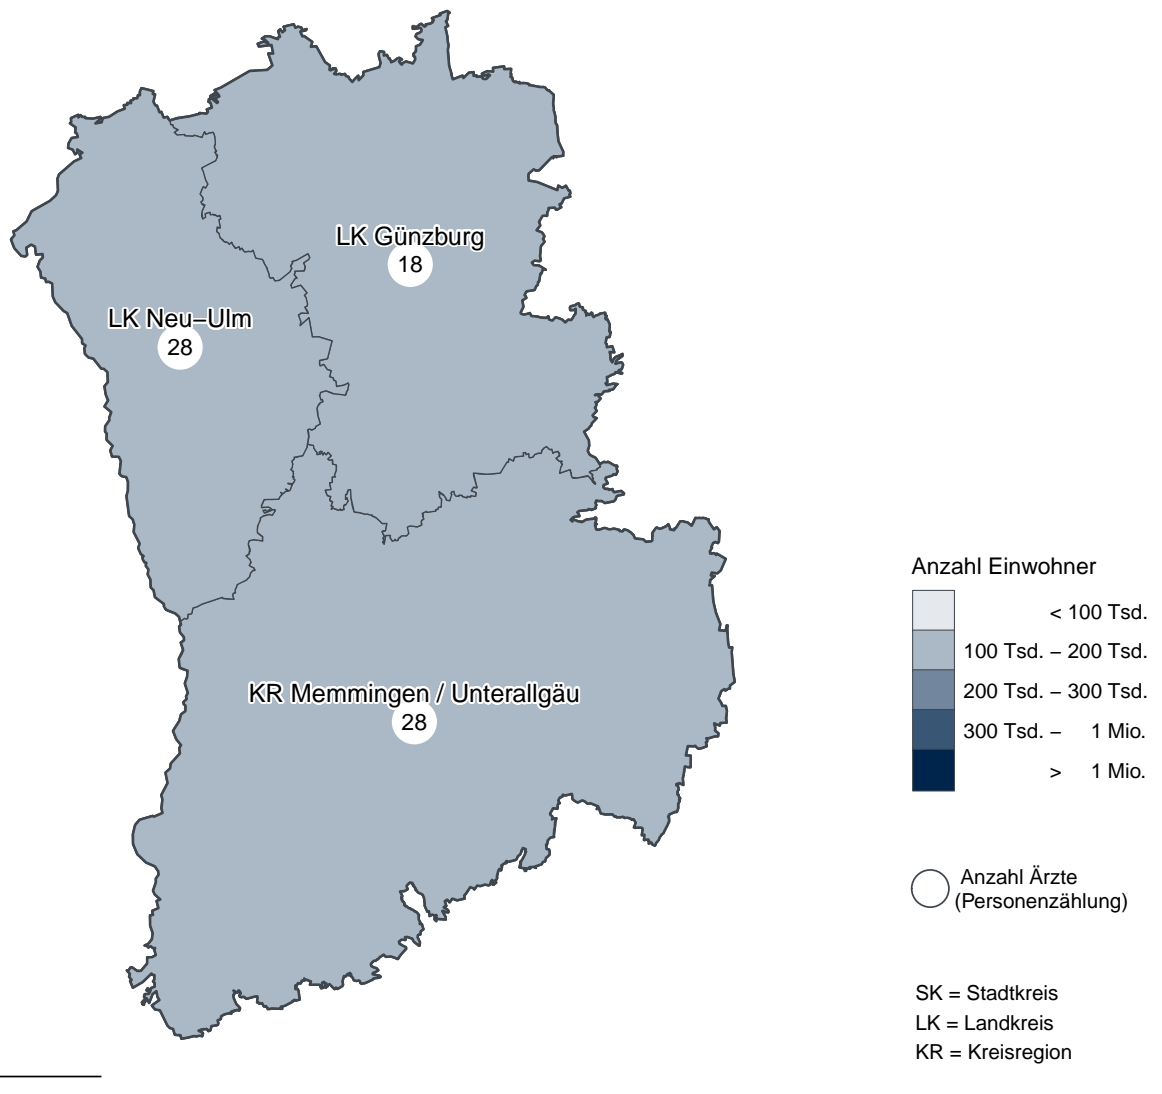 LK Günzburg
18
LK Neu–Ulm
28
KR Memmingen / Unterallgäu
28
Anzahl Einwohner
< 100 Tsd.
100 Tsd. – 200 Tsd.
200 Tsd. – 300 Tsd.
300 Tsd. – 1 Mio.
> 1 Mio.
Anzahl Ärzte
(Personenzählung)
SK = Stadtkreis
LK = Landkreis
KR = Kreisregion